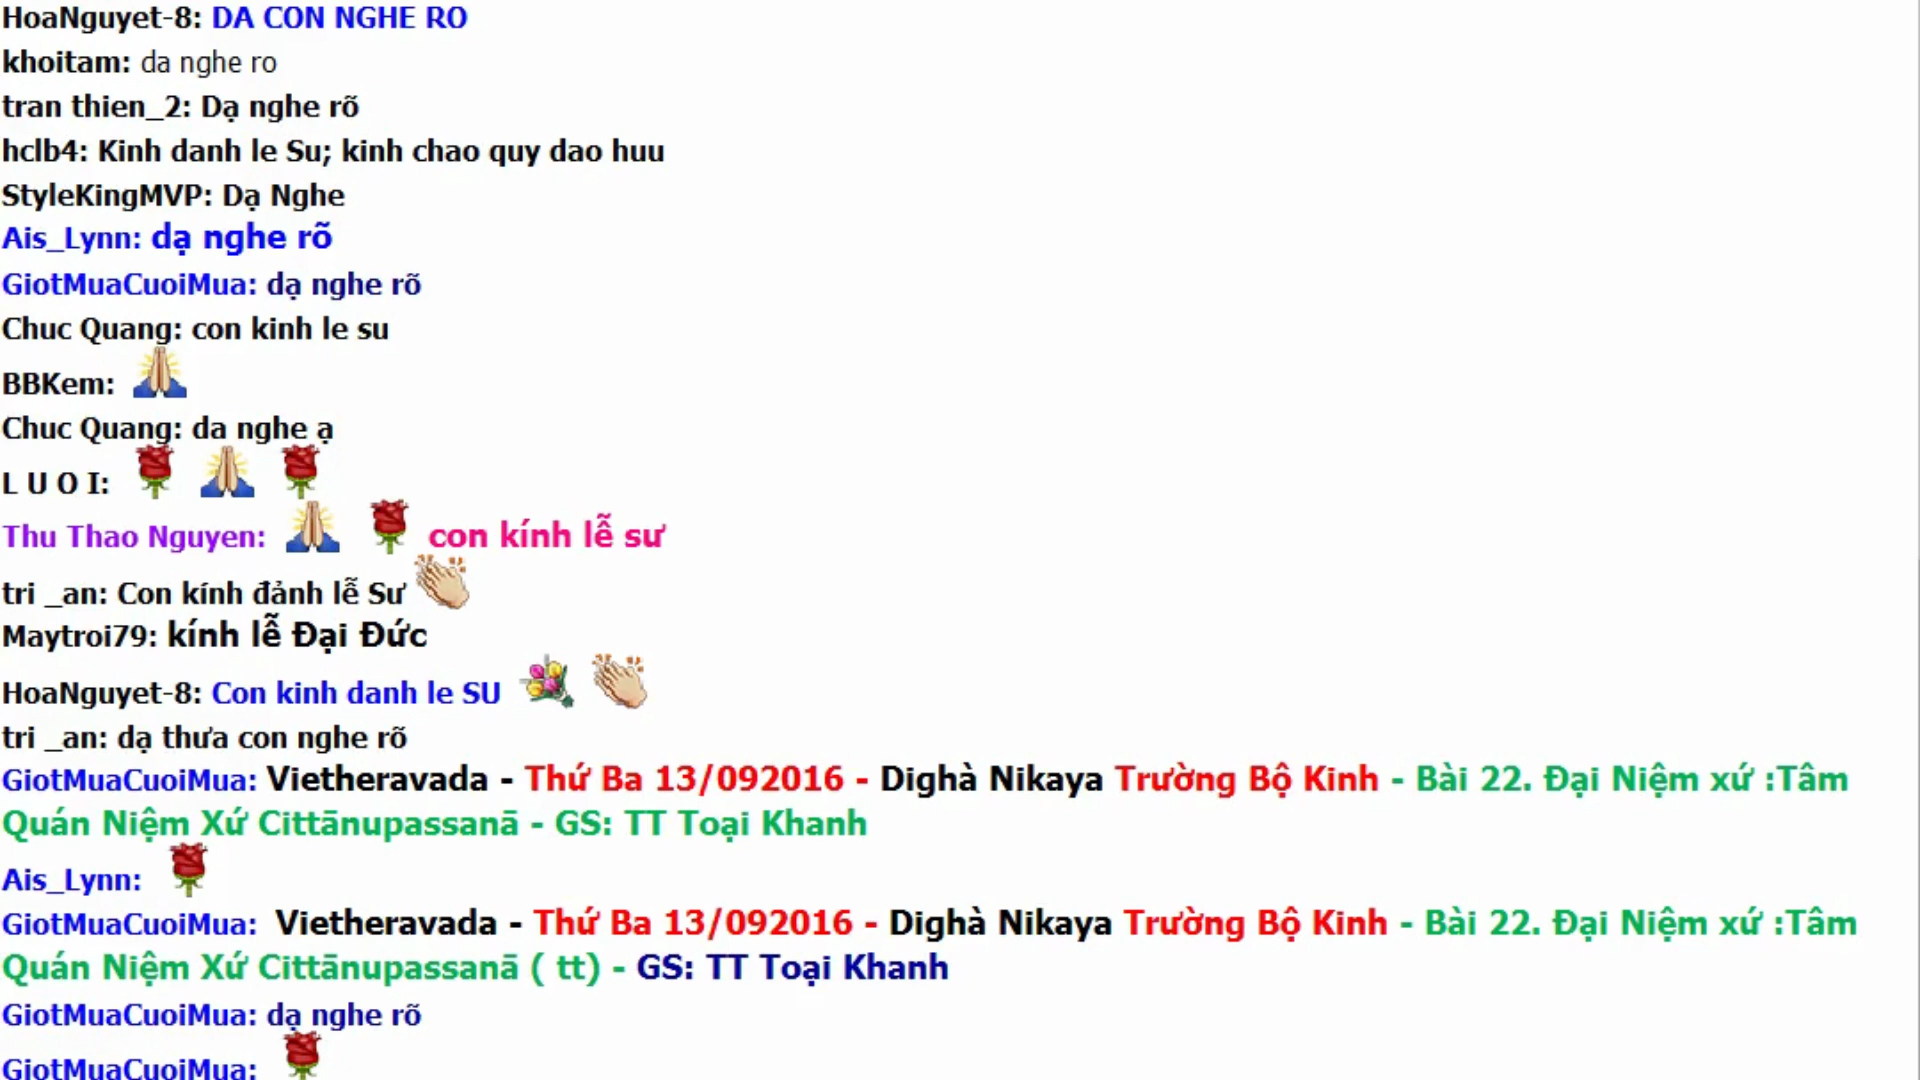 HoaNguyet-8: DA CON NGHE RO
khoitam: da nghe ro
tran thien_2: Dạ nghe rõ
hclb4: Kinh danh le Su; kinh chao quy dao huu
StyleKingMVP: Dạ Nghe
Ais_Lynn: dạ nghe rõ
GiotMuaCuoiMua: dạ nghe rõ
Chuc Quang: con kinh le su
BBKem:
Chuc Quang: da nghe ạ
L U O I:
Thu Thao Nguyen: con kính lễ sư
tri _an: Con kính đảnh lễ Sư
Maytroi79: kính lễ Đại Đức
HoaNguyet-8: Con kinh danh le SU
tri _an: dạ thưa con nghe rõ
GiotMuaCuoiMua: Vietheravada - Thứ Ba 13/092016 - Dighà Nikaya Trường Bộ Kinh - Bài 22. Đại Niệm xứ :Tâm
Quán Niệm Xứ Cittānupassanā - GS: TT Toại Khanh
Ais_Lynn:
GiotMuaCuoiMua: Vietheravada - Thứ Ba 13/092016 - Dighà Nikaya Trường Bộ Kinh - Bài 22. Đại Niệm xứ :Tâm
Quán Niệm Xứ Cittānupassanā ( tt) - GS: TT Toại Khanh
GiotMuaCuoiMua: dạ nghe rõ
GiotMuaCuoiMua: